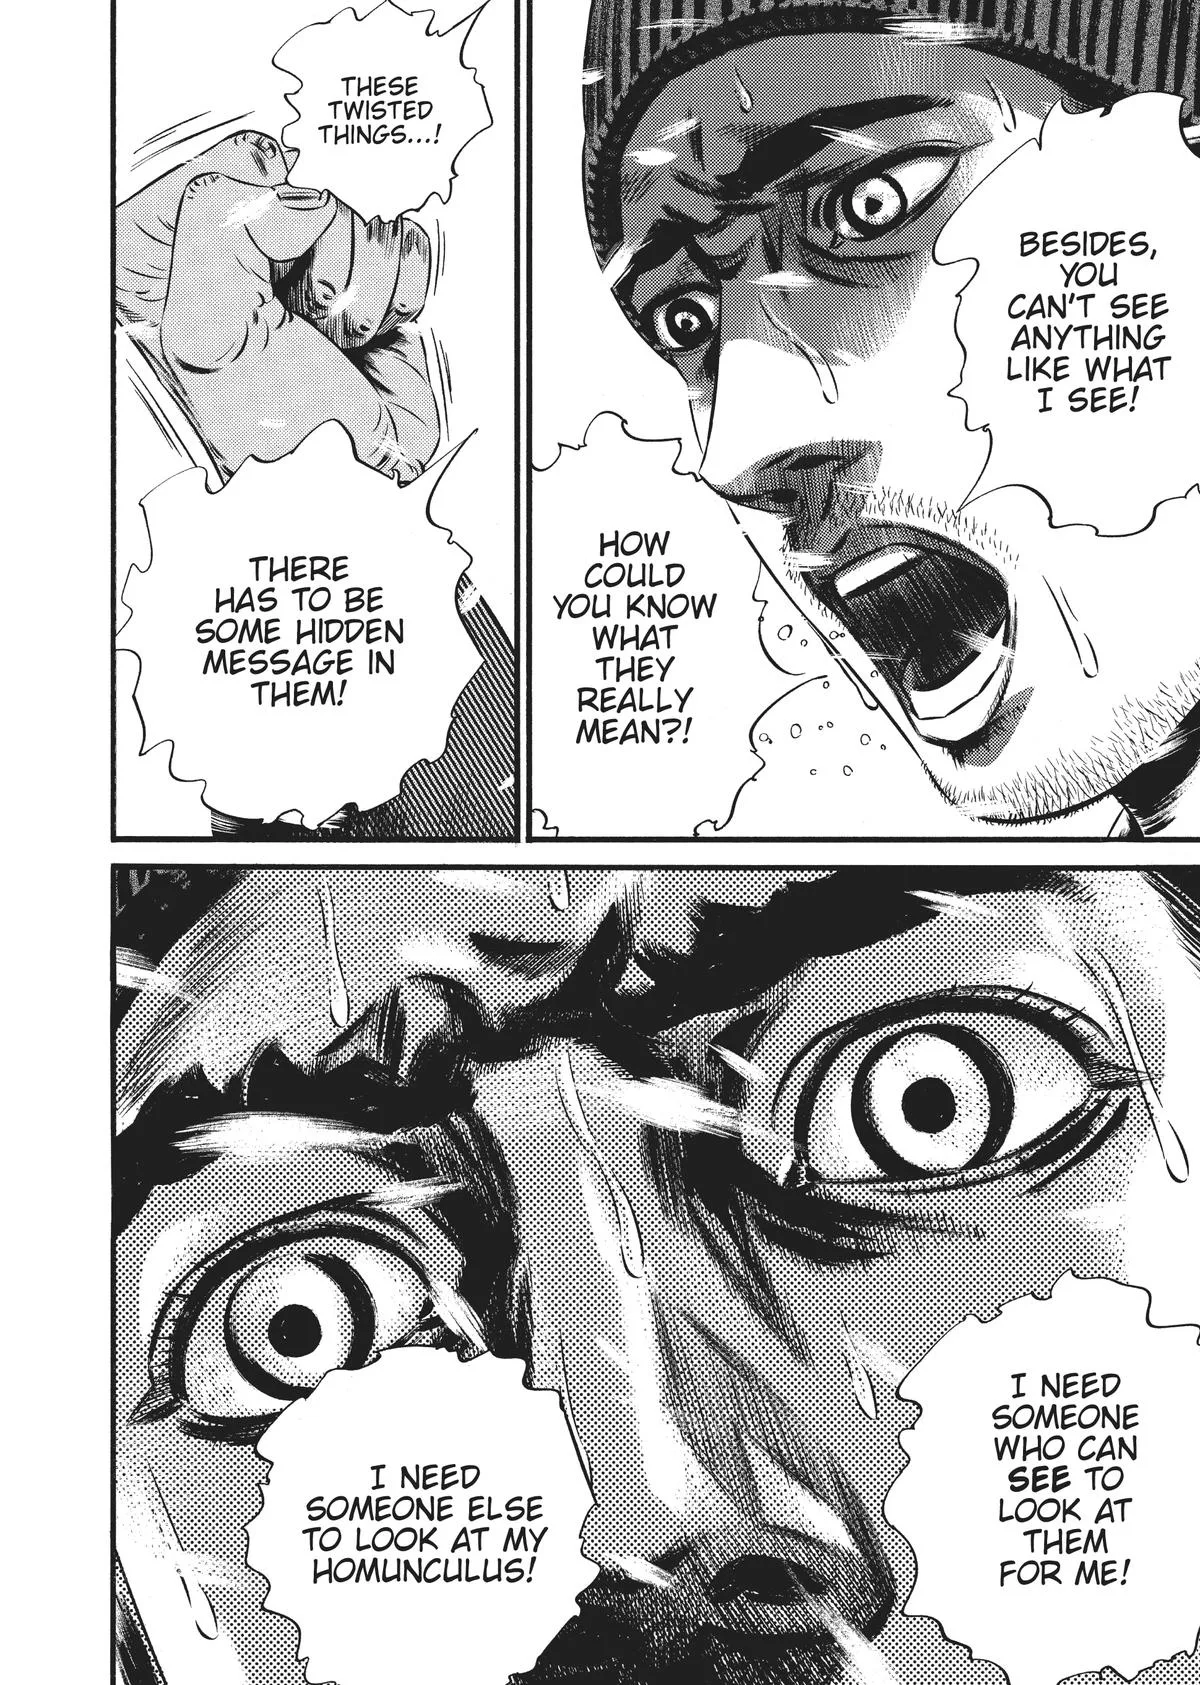 BESIDES,
YOU
CAN'T SEE
ANYTHING
LIKE WHAT
I SEE!
HOW
COULD
YOU KNOW
WHAT
THEY
REALLY
MEAN?!
THESE
TWISTED
THINGS...!
THERE
HAS TO BE
SOME HIDDEN
MESSAGE IN
THEM!
I NEED
SOMEONE
WHO CAN
SEE TO
LOOK AT
THEM
FOR ME!
I NEED
SOMEONE ELSE
TO LOOK AT MY
HOMUNCULUS!